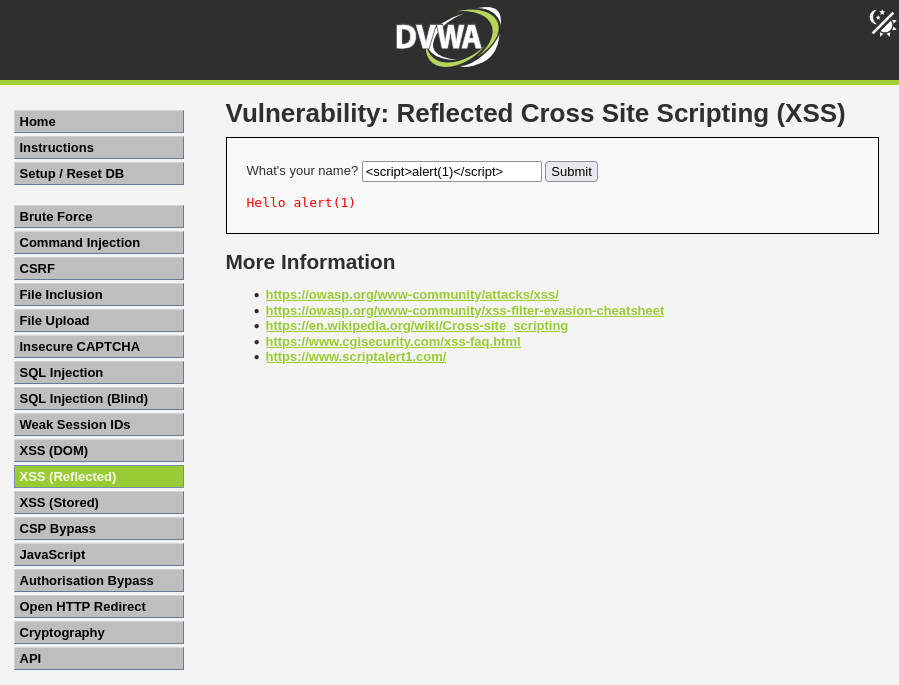 DVWA
Home
Instructions
Setup / Reset DB
Brute Force
Command Injection
CSRF
File Inclusion
File Upload
Insecure CAPTCHA
SQL Injection
SQL Injection (Blind)
Weak Session IDs
XSS (DOM)
XSS (Reflected)
XSS (Stored)
CSP Bypass
JavaScript
Authorisation Bypass
Open HTTP Redirect
Cryptography
API
Vulnerability: Reflected Cross Site Scripting (XSS)
What's your name? <script>alert(1)</script> Submit
Hello alert(1)
More Information
https://owasp.org/www-community/attacks/xss/
https://owasp.org/www-community/xss-filter-evasion-cheatsheet
https://en.wikipedia.org/wiki/Cross-site_scripting
https://www.cgisecurity.com/xss-faq.html
https://www.scriptalert1.com/